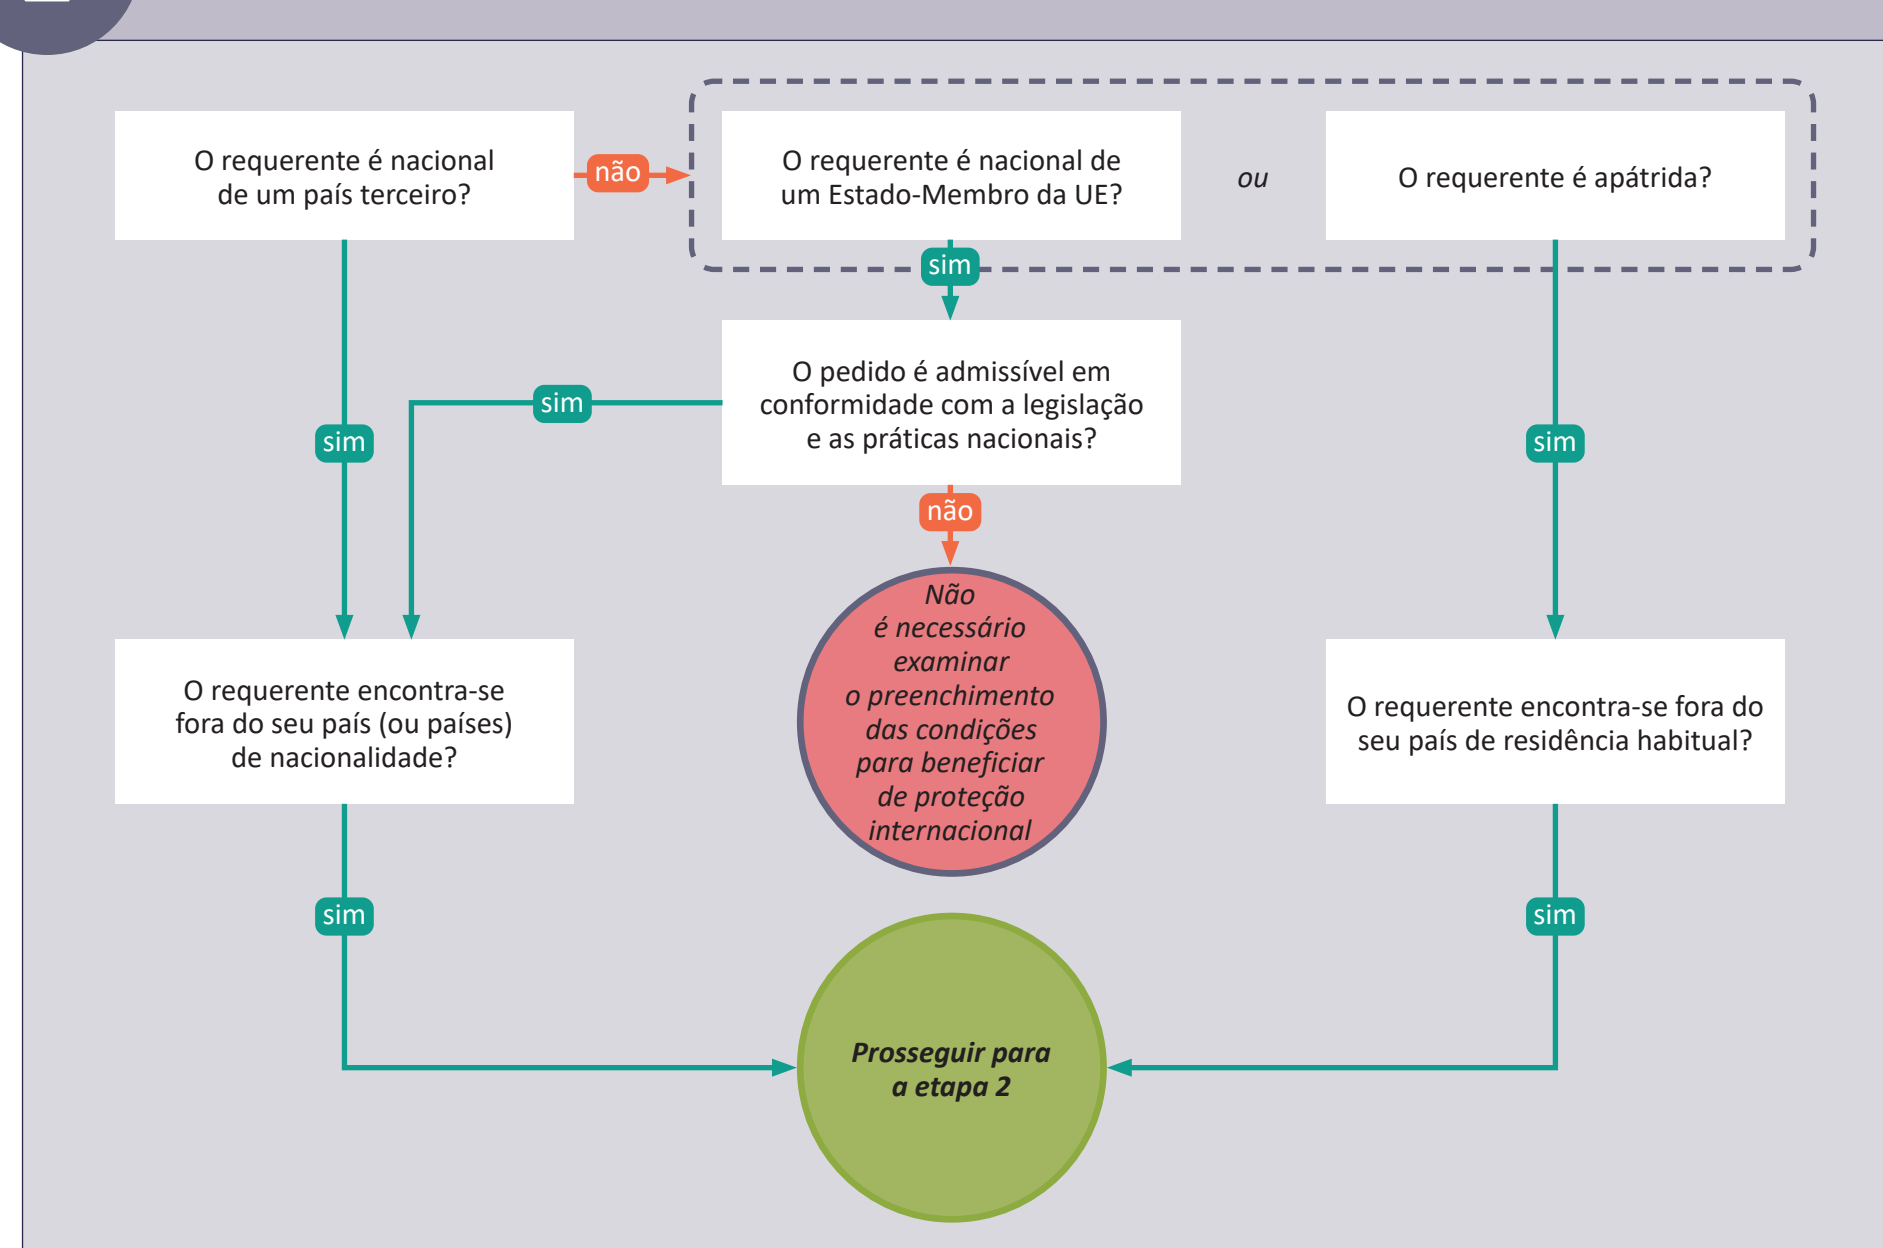 O requerente é nacional
de um país terceiro?
não
O requerente é nacional de
um Estado-Membro da UE?
ou
O requerente é apátrida?
sim
O pedido é admissível em
conformidade com a legislação
e as práticas nacionais?
sim
sim
sim
não
Não
é necessário
examinar
o preenchimento
das condições
para beneficiar
de proteção
internacional
O requerente encontra-se
fora do seu país (ou países)
de nacionalidade?
O requerente encontra-se fora do
seu país de residência habitual?
sim
sim
Prosseguir para
a etapa 2